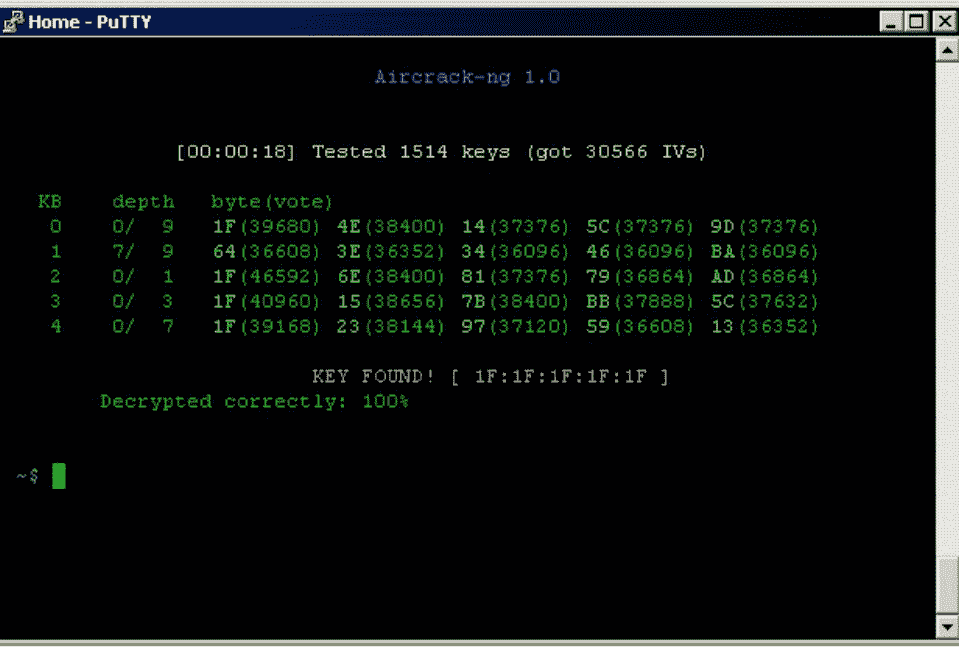 Home - PuTTY
Aircrack-ng 1.0
[00:00:18] Tested 1514 keys (got 30566 IVs)
KB depth byte(vote)
0 0/ 9 1F(39680) 4E(38400) 14(37376) 5C(37376) 9D(37376)
1 7/ 9 64(36608) 3E(36352) 34(36096) 46(36096) BA(36096)
2 0/ 1 1F(46592) 6E(38400) 81(37376) 79(36864) AD(36864)
3 0/ 3 1F(40960) 15(38656) 7B(38400) BB(37888) 5C(37632)
4 0/ 7 1F(39168) 23(38144) 97(37120) 59(36608) 13(36352)
KEY FOUND! [ 1F:1F:1F:1F:1F ]
Decrypted correctly: 100%
~$